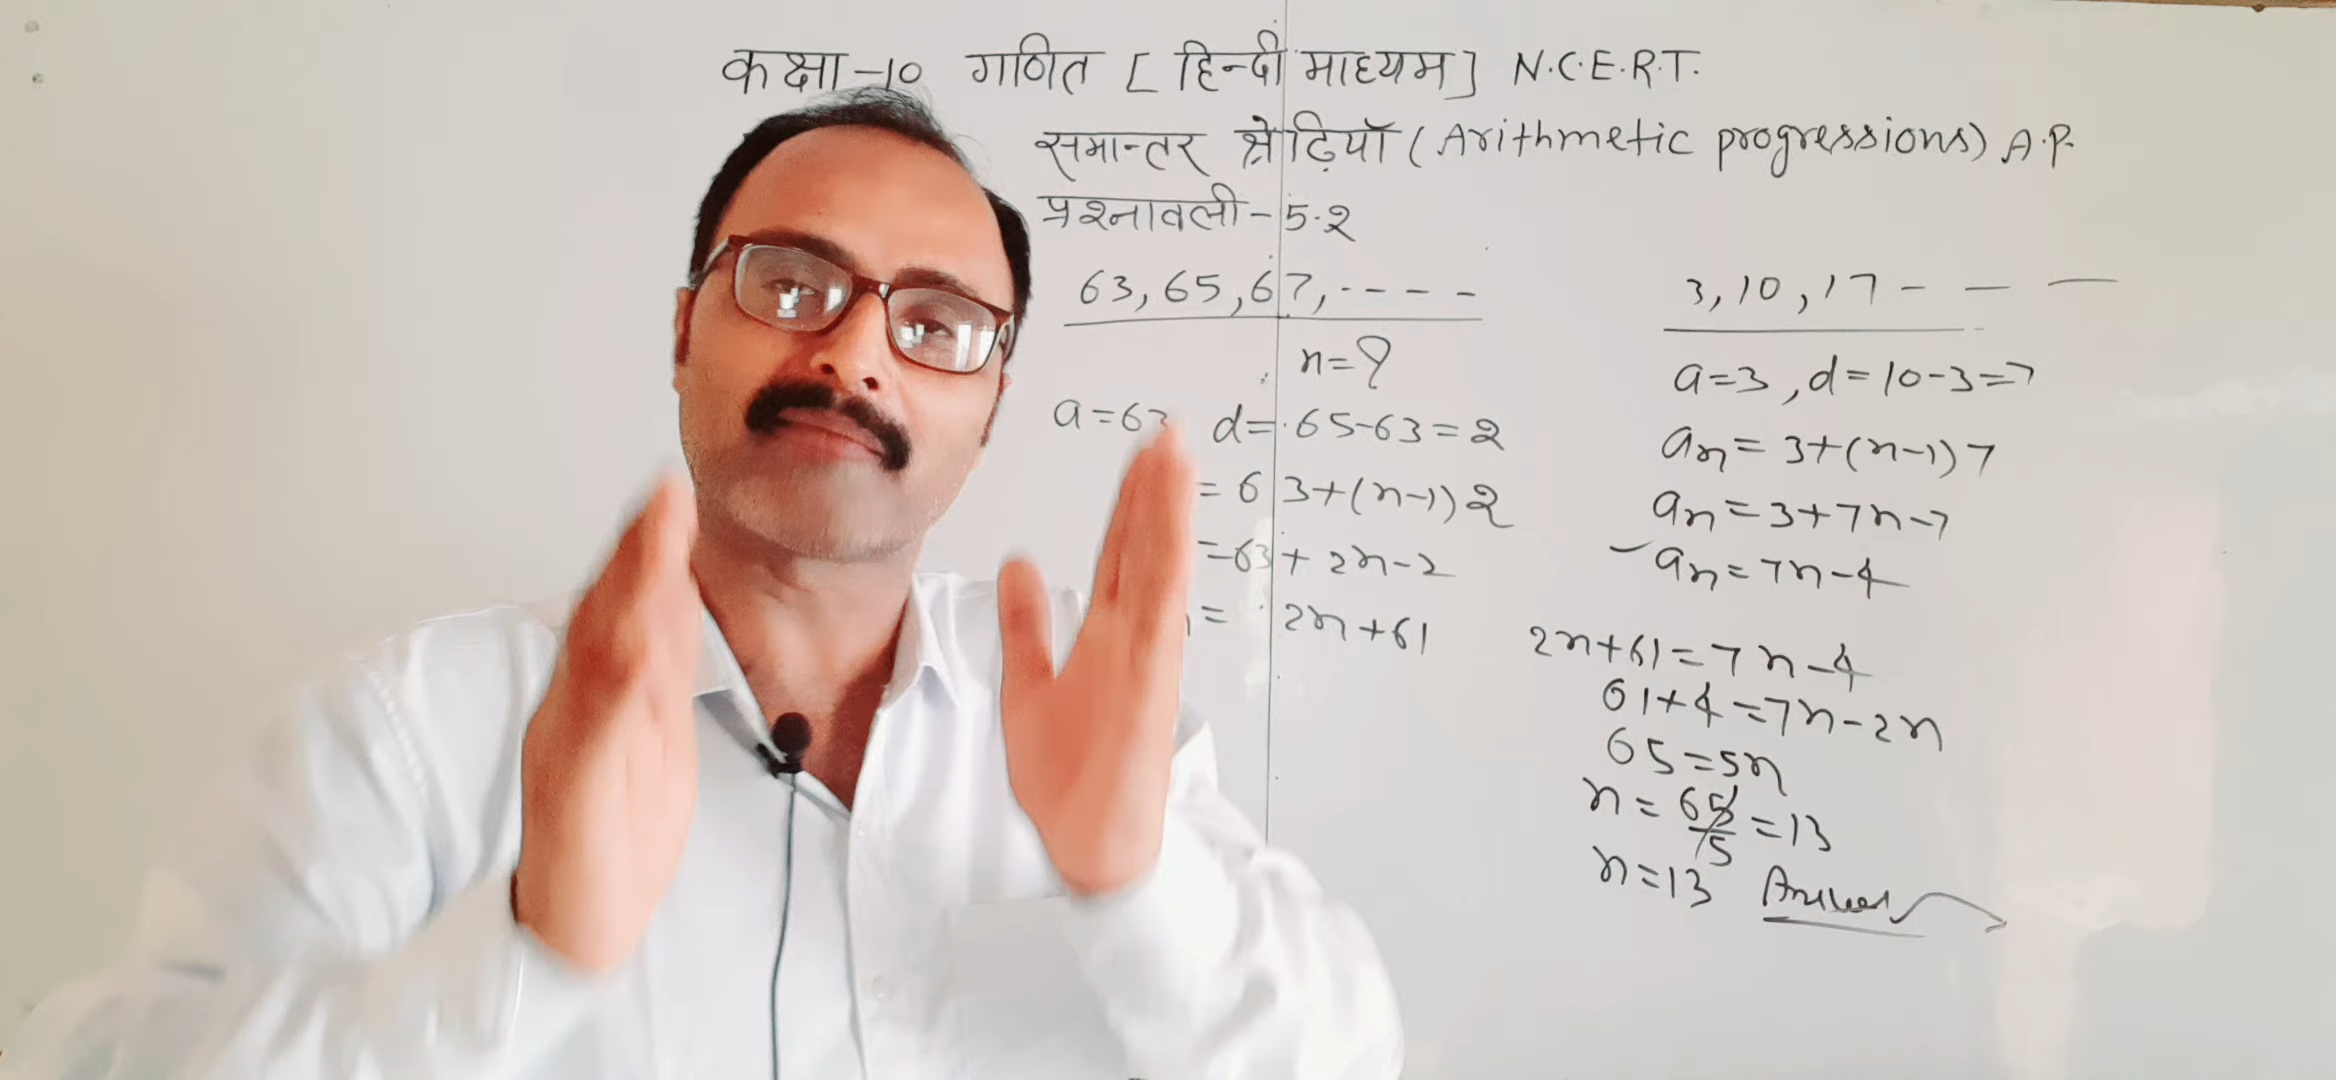 कक्षा-10 गणित [ हिन्दी माध्यम ] N.C.E.R.T.
समान्तर श्रेढ़ियाँ ( Arithmetic progressions) A.P.
प्रश्नावली-5.2
63, 65, 67, ----
n=?
a=63 d= 65-63=2
= 63+(n-1)2
=63+2n-2
= 2n+61
3, 10, 17 - - -
a=3, d=10-3=7
an=3+(n-1)7
an=3+7n-7
an=7n-4
2n+61=7n-4
61+4=7n-2n
65=5n
n=65/5=13
n=13 Answer